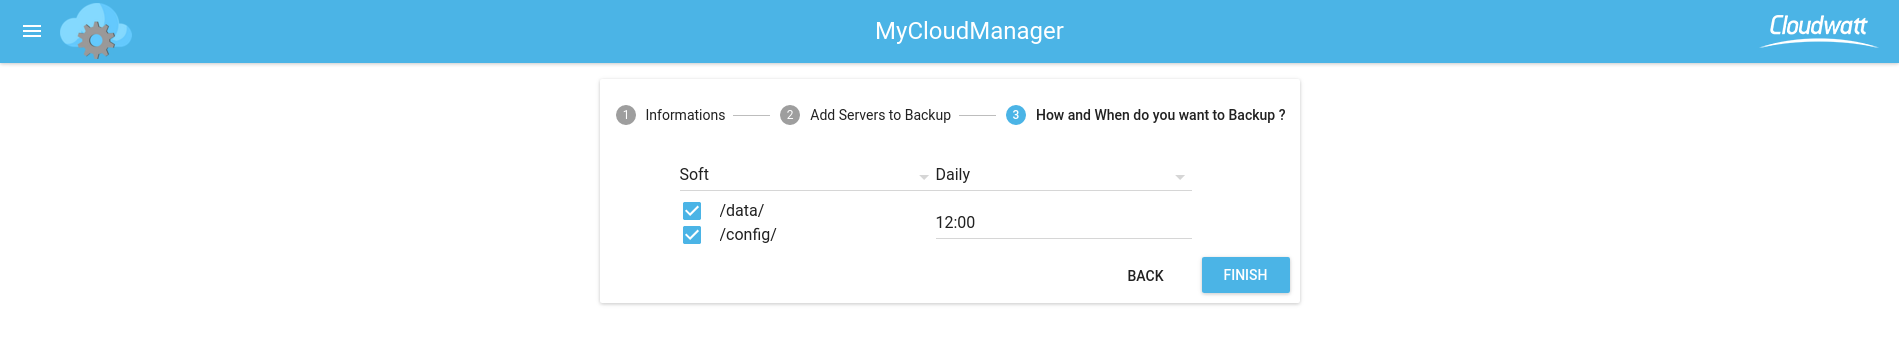 MyCloudManager
Cloudwatt
1 Informations 2 Add Servers to Backup 3 How and When do you want to Backup ?
Soft Daily
/data/
12:00
/config/
BACK FINISH